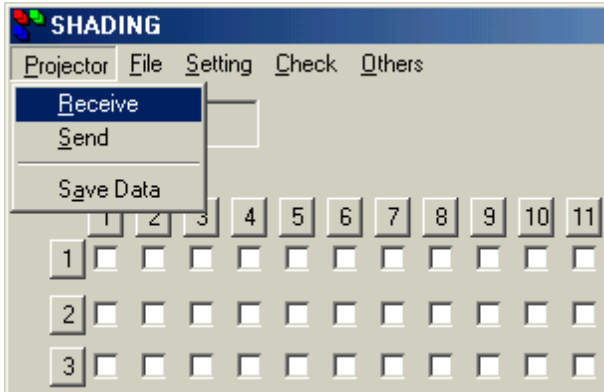 SHADING
Projector File Setting Check Others
Receive
Send
Save Data
1 2 3 4 5 6 7 8 9 10 11
1
2
3